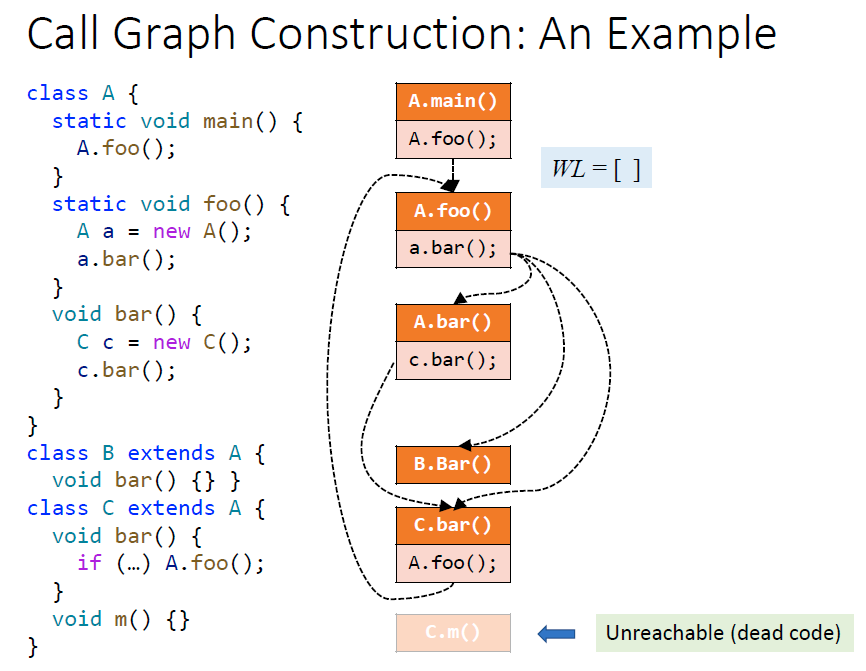 Call Graph Construction: An Example
class A {
static void main() {
A.foo();
}
static void foo() {
A a = new A();
a.bar();
}
void bar() {
C c = new C();
c.bar();
}
}
class B extends A {
void bar() {} }
class C extends A {
void bar() {
if (…) A.foo();
}
void m() {}
}
A.main()
A.foo();
WL = [ ]
A.foo()
a.bar();
A.bar()
c.bar();
B.Bar()
C.bar()
A.foo();
C.m()
Unreachable (dead code)